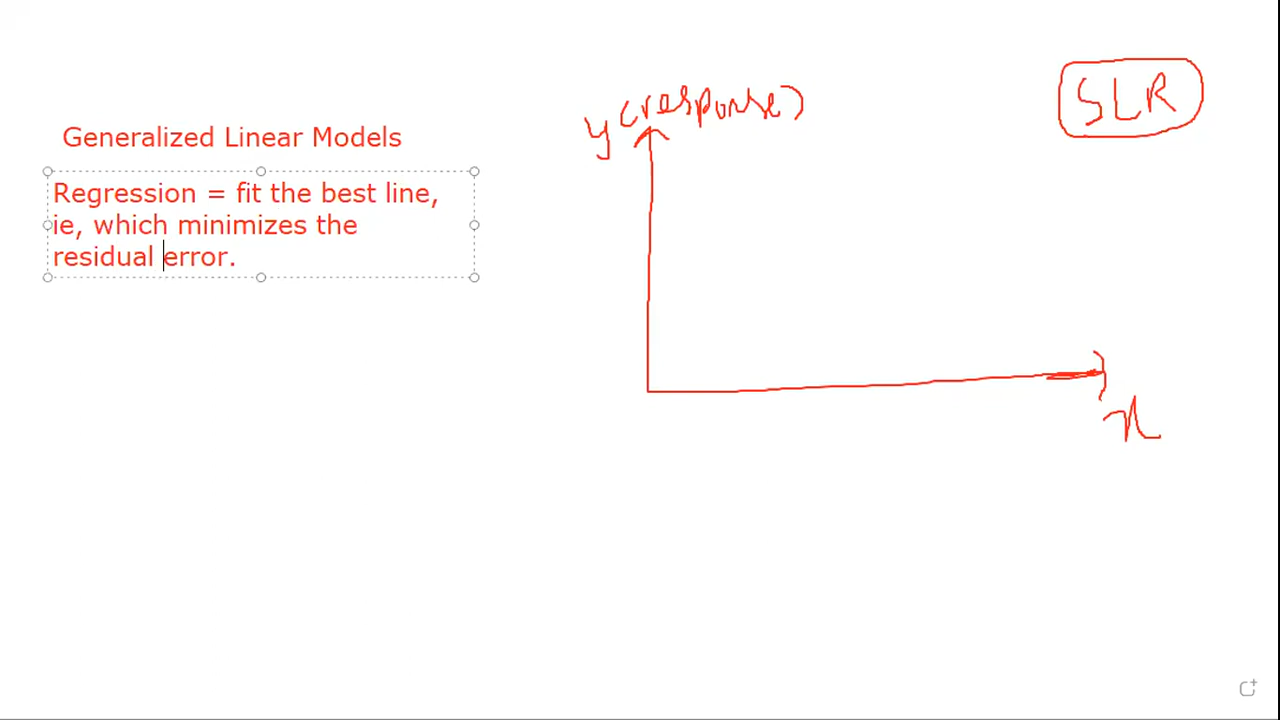 Generalized Linear Models
Regression = fit the best line,
ie, which minimizes the
residual error.
y (response)
SLR
x